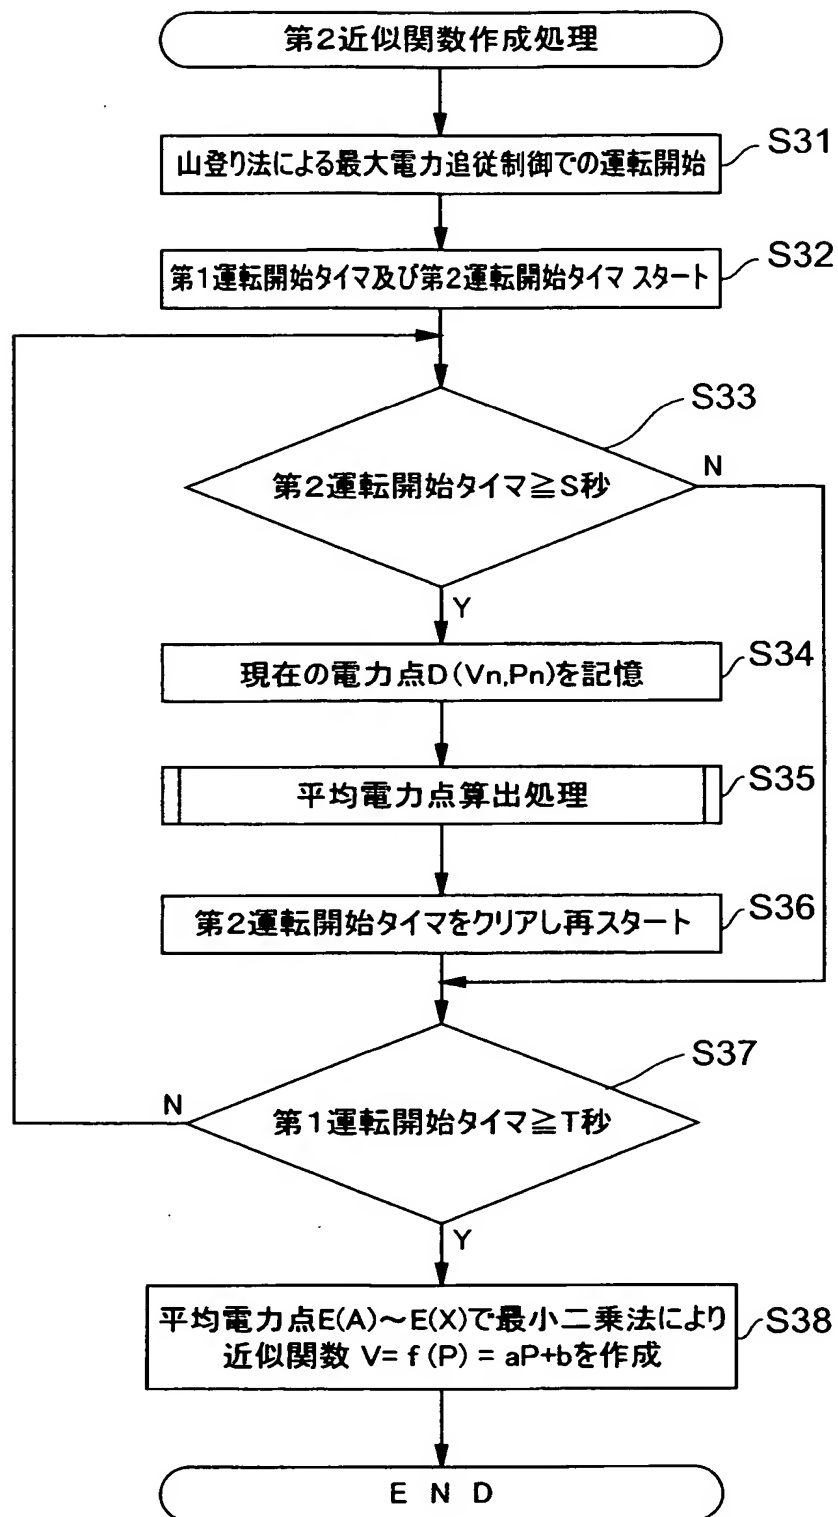 第2近似関数作成処理
山登り法による最大電力追従制御での運転開始
S31
第1運転開始タイマ及び第2運転開始タイマ スタート
S32
第2運転開始タイマ≧S秒
S33
N
Y
現在の電力点D(Vn,Pn)を記憶
S34
平均電力点算出処理
S35
第2運転開始タイマをクリアし再スタート
S36
第1運転開始タイマ≧T秒
S37
N
Y
平均電力点E(A)～E(X)で最小二乗法により
近似関数 V= f (P) = aP+bを作成
S38
E N D